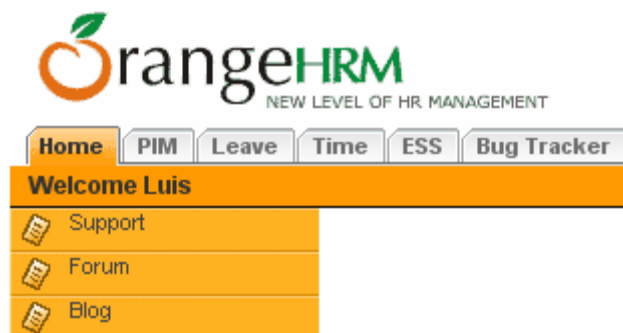 OrangeHRM
NEW LEVEL OF HR MANAGEMENT
Home PIM Leave Time ESS Bug Tracker
Welcome Luis
Support
Forum
Blog